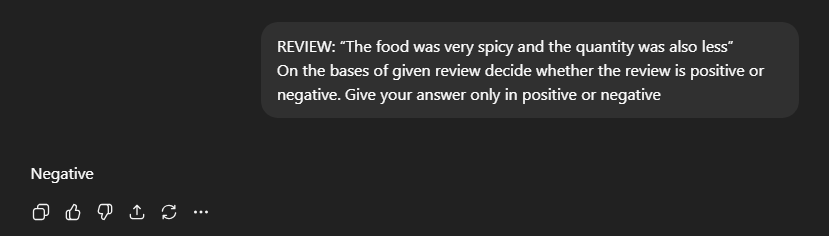 REVIEW: “The food was very spicy and the quantity was also less”
On the bases of given review decide whether the review is positive or
negative. Give your answer only in positive or negative
Negative